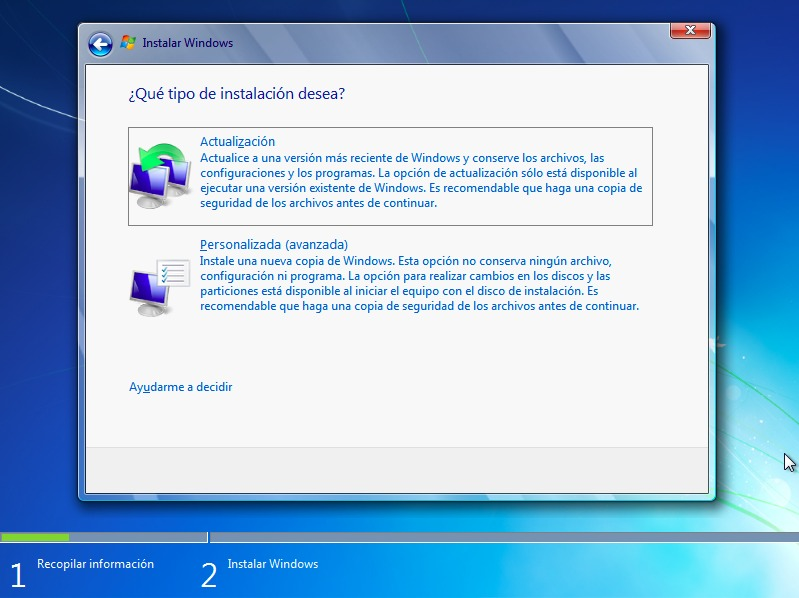 Instalar Windows
¿Qué tipo de instalación desea?
Actualización
Actualice a una versión más reciente de Windows y conserve los archivos, las
configuraciones y los programas. La opción de actualización sólo está disponible al
ejecutar una versión existente de Windows. Es recomendable que haga una copia de
seguridad de los archivos antes de continuar.
Personalizada (avanzada)
Instale una nueva copia de Windows. Esta opción no conserva ningún archivo,
configuración ni programa. La opción para realizar cambios en los discos y las
particiones está disponible al iniciar el equipo con el disco de instalación. Es
recomendable que haga una copia de seguridad de los archivos antes de continuar.
Ayudarme a decidir
1 Recopilar información
2 Instalar Windows